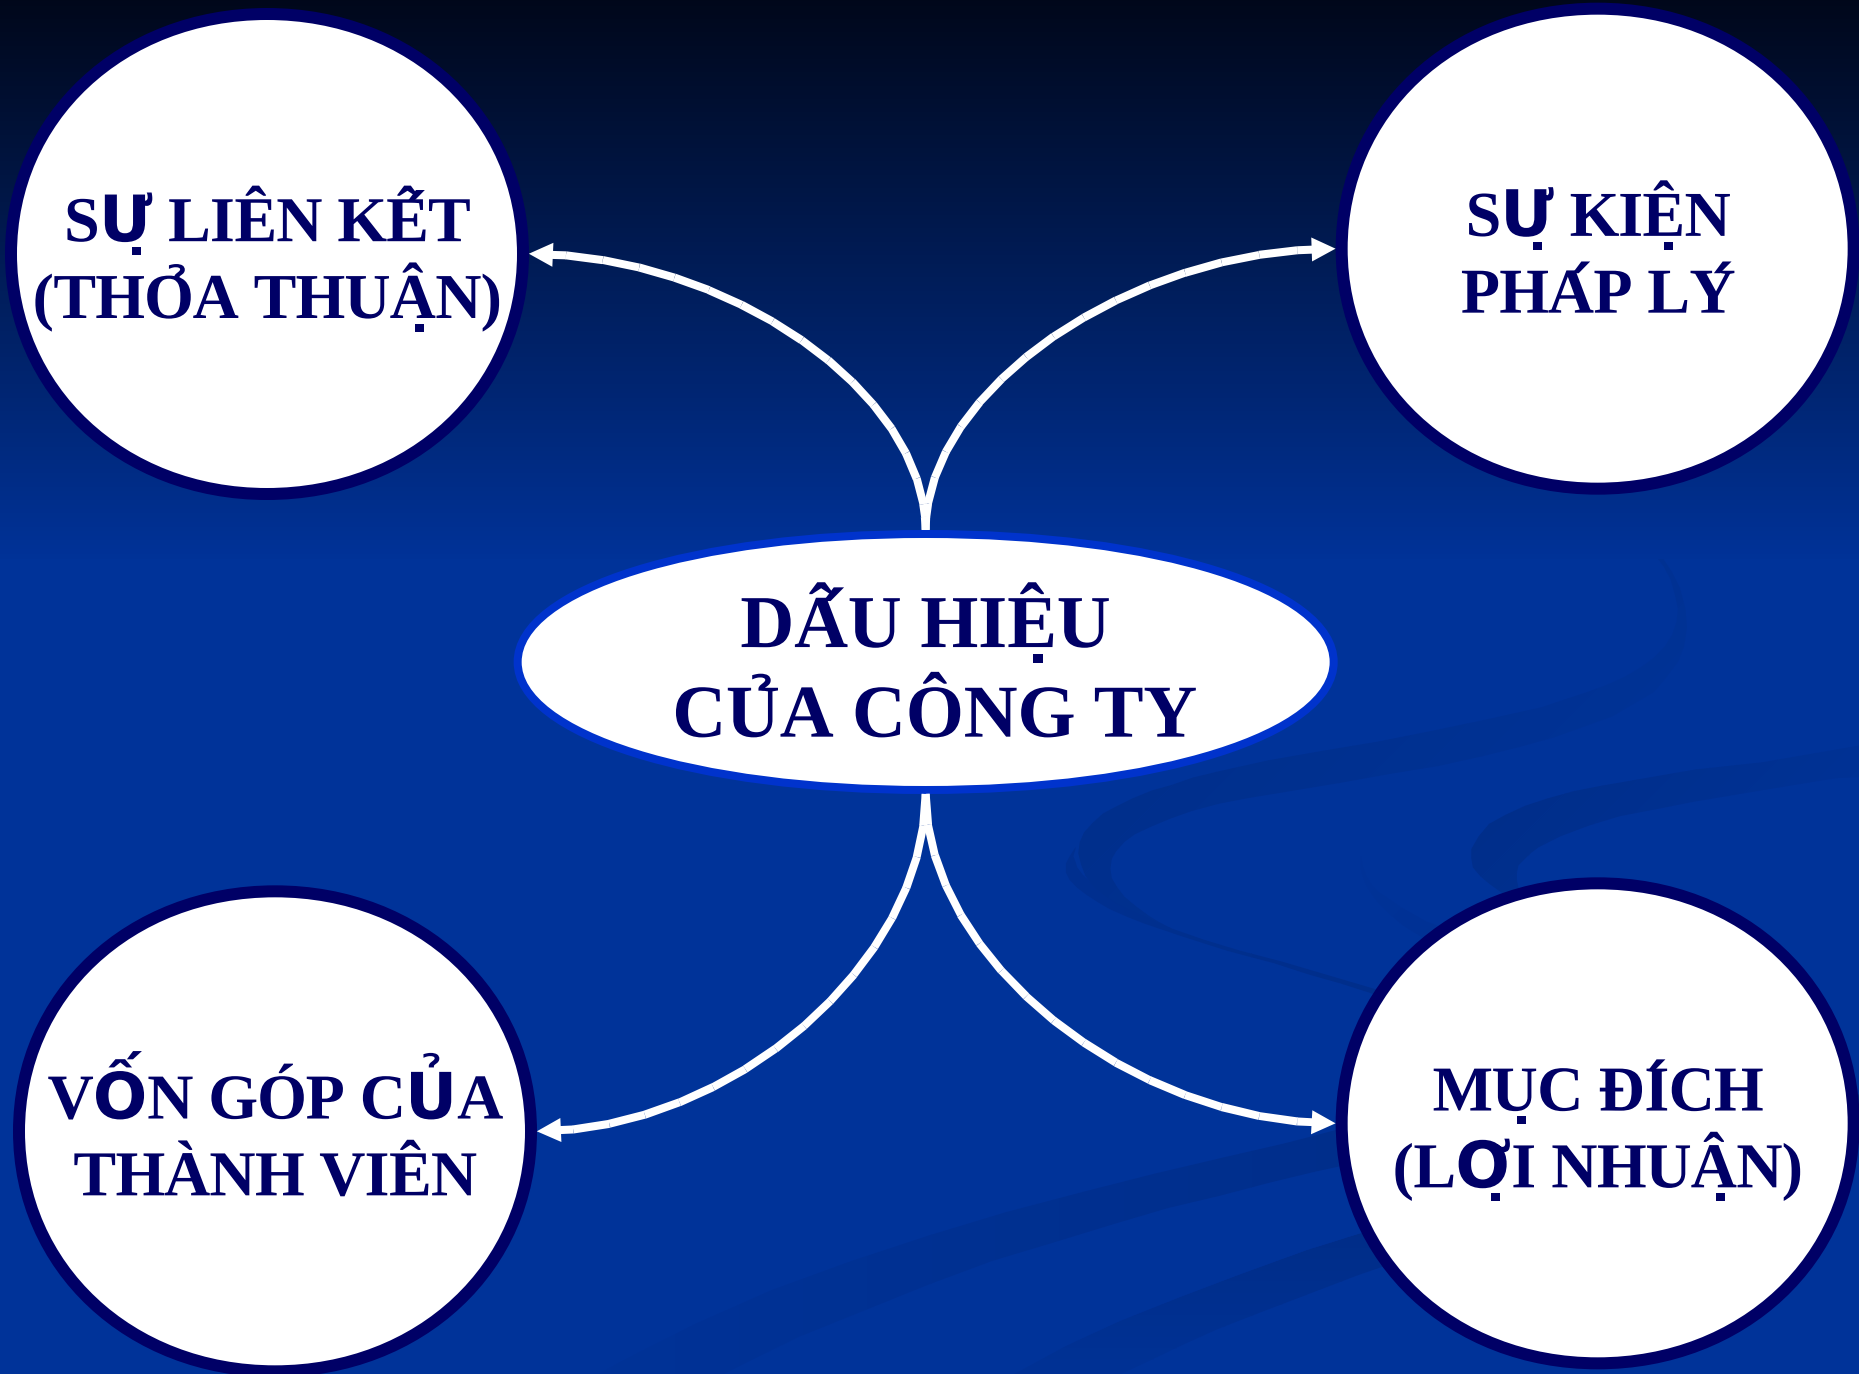 SỰ LIÊN KẾT
(THỎA THUẬN)
SỰ KIỆN
PHÁP LÝ
DẤU HIỆU
CỦA CÔNG TY
VỐN GÓP CỦA
THÀNH VIÊN
MỤC ĐÍCH
(LỢI NHUẬN)